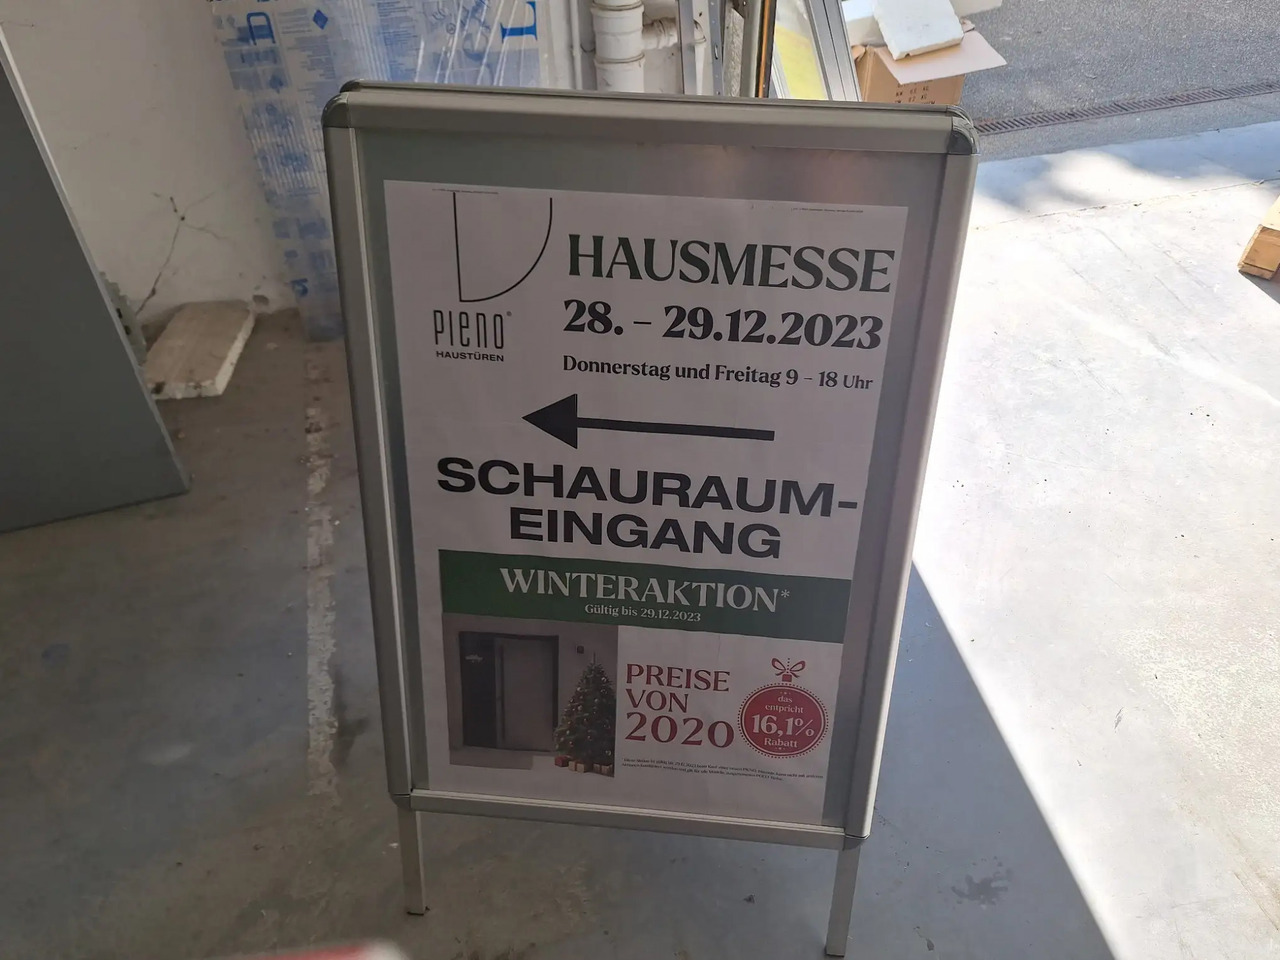 HAUSMESSE
28. – 29.12.2023
Donnerstag und Freitag 9 – 18 Uhr
PIENO®
HAUSTÜREN
SCHAURAUM-
EINGANG
WINTERAKTION*
Gültig bis 29.12.2023
PREISE
VON
2020
das
entpricht
16,1%
Rabatt